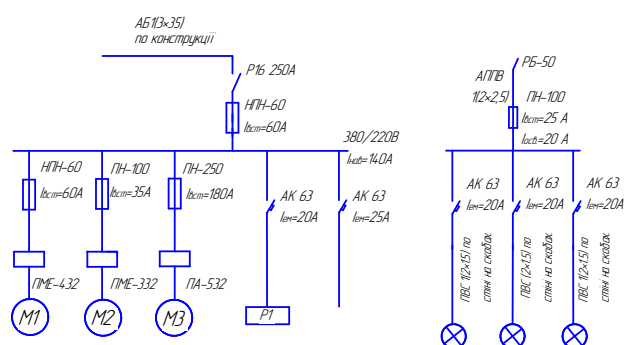 АБ1(3×35)
по конструкції
Р16 250А
НПН-60
Iвст=60А
380/220В
Iнав=140А
НПН-60
Iвст=60А
ПН-100
Iвст=35А
ПН-250
Iвст=180А
АК 63
Iем=20А
АК 63
Iем=25А
ПМЕ-432
ПМЕ-332
ПА-532
М1
М2
М3
Р1
РБ-50
АППВ
1(2×2,5)
ПН-100
Iвст=25 А
Iосв=20 А
АК 63
Iем=20А
АК 63
Iем=20А
АК 63
Iем=20А
ПВС 1(2×1.5) по
стіні на скобах
ПВС (2×1.5) по
стіні на скобах
ПВС 1(2×1.5) по
стіні на скобах